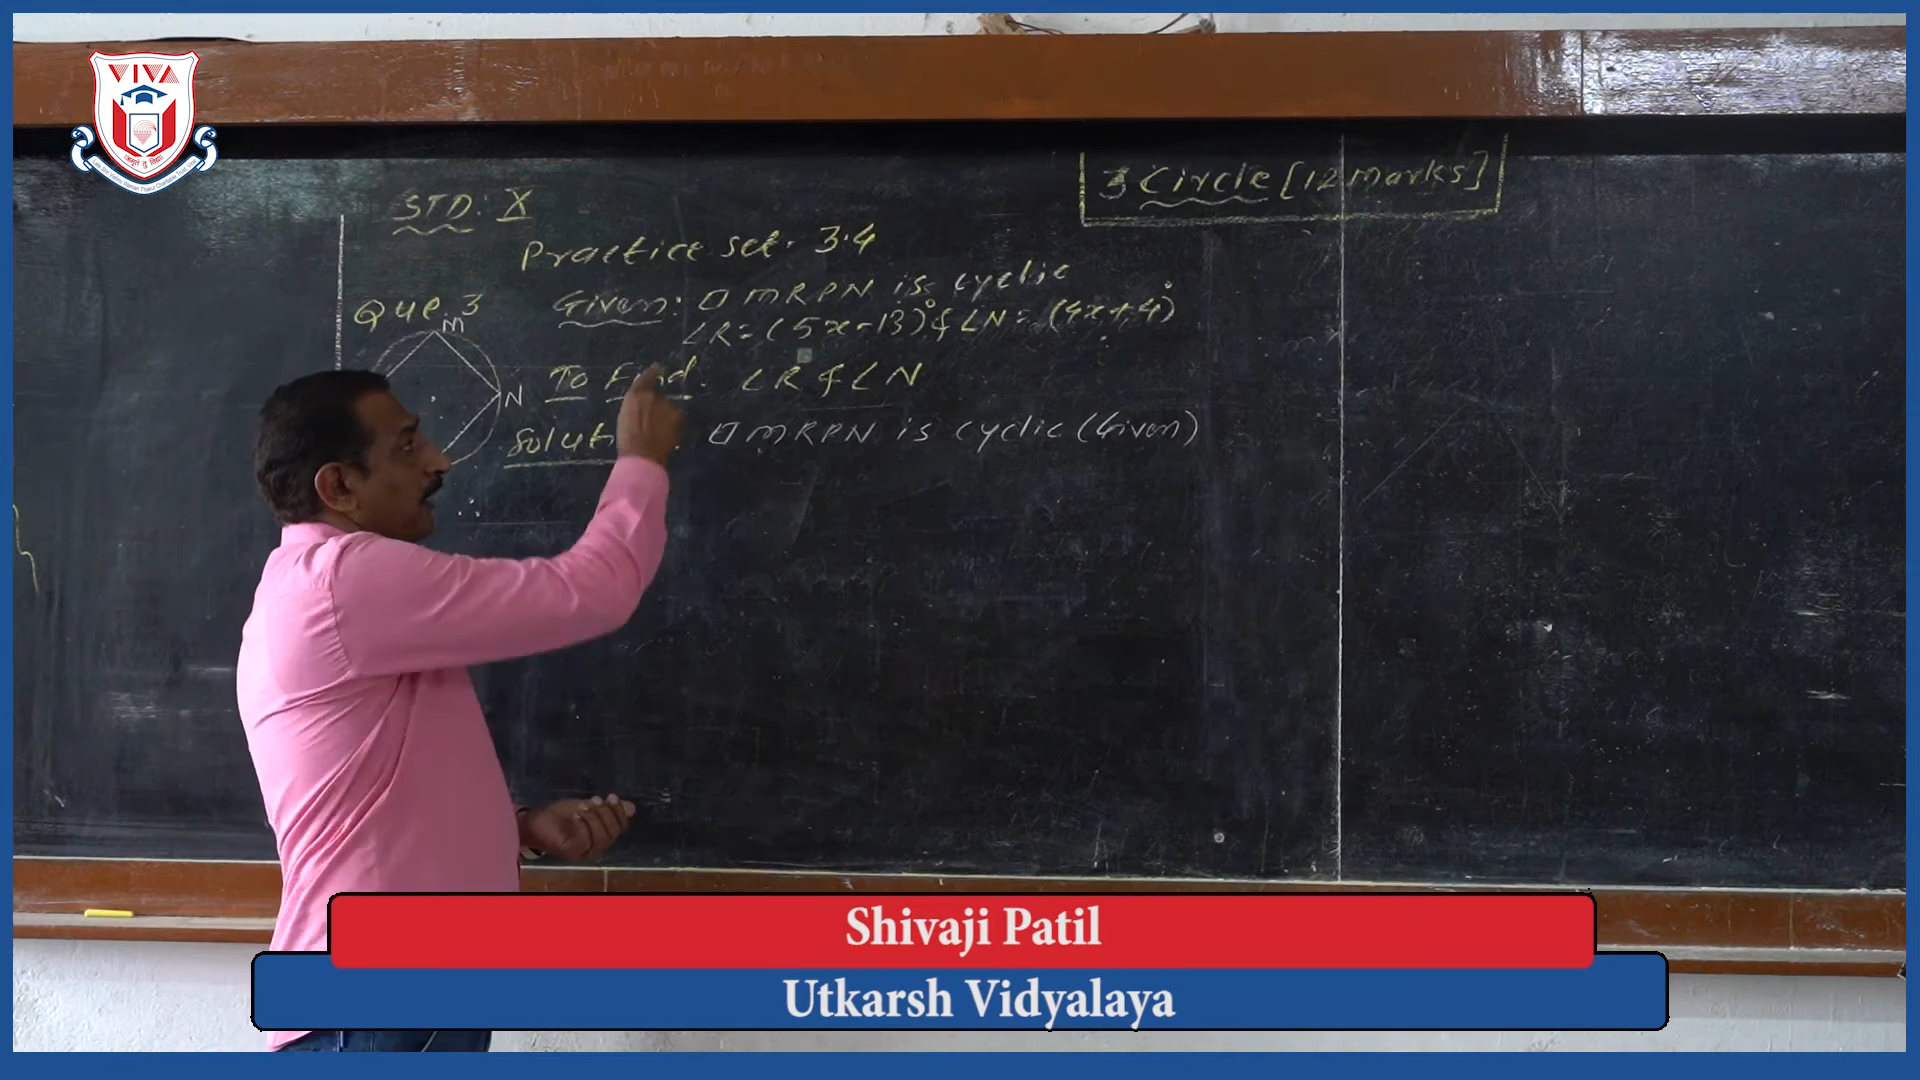 VIVA
STD: X
3 Circle [12 marks]
Practice set. 3.4
Que. 3
Given: □ MRPN is cyclic
∠R = (5x-13)° & ∠N = (4x+4)°
M
N
To Find. ∠R & ∠N
Soluti : □ MRPN is cyclic (Given)
Shivaji Patil
Utkarsh Vidyalaya